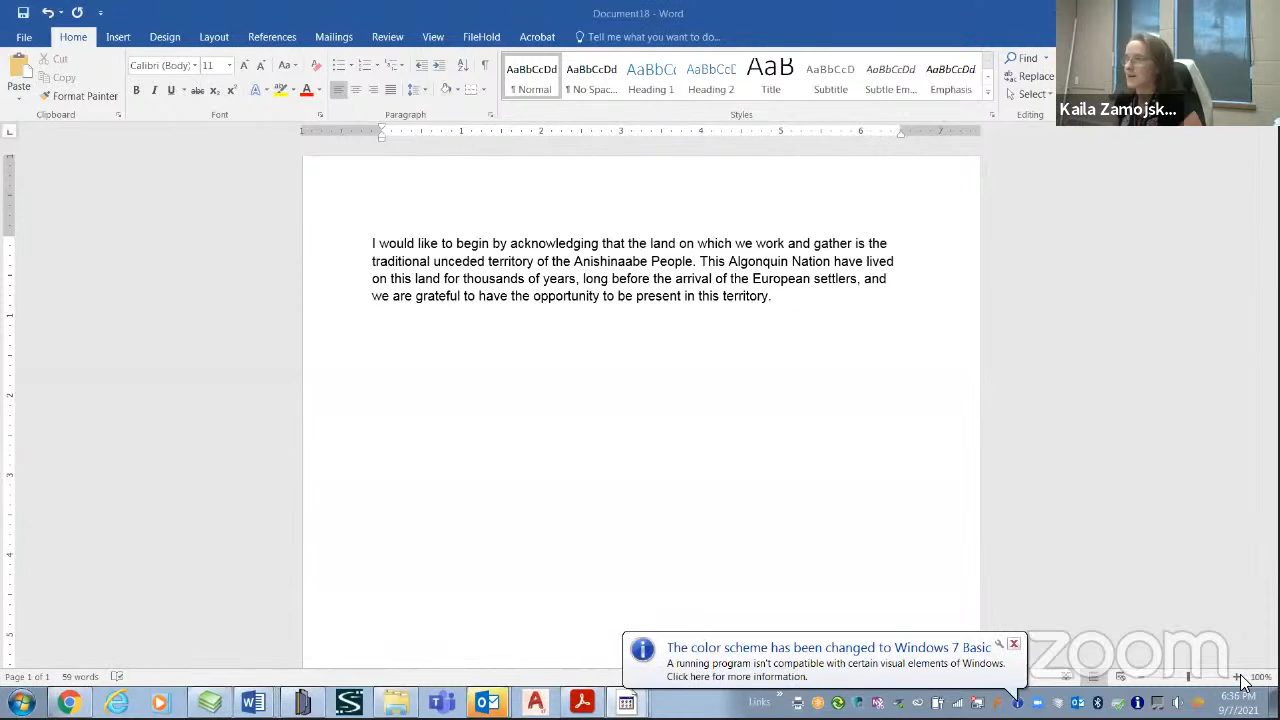 Document18 - Word
File Home Insert Design Layout References Mailings Review View FileHold Acrobat Tell me what you want to do...
Cut
Copy
Paste
Format Painter
Clipboard
Calibri (Body) 11
B I U abc X₂ X²
Font
AaBbCcDd AaBbCcDd AaBbCc AaBbCcD AaB AaBbCcD AaBbCcDd AaBbCcDd
¶ Normal ¶ No Spac... Heading 1 Heading 2 Title Subtitle Subtle Em... Emphasis
Paragraph
Styles
Find
Replace
Select
Editing
Kaila Zamojsk...
I would like to begin by acknowledging that the land on which we work and gather is the
traditional unceded territory of the Anishinaabe People. This Algonquin Nation have lived
on this land for thousands of years, long before the arrival of the European settlers, and
we are grateful to have the opportunity to be present in this territory.
The color scheme has been changed to Windows 7 Basic
A running program isn't compatible with certain visual elements of Windows.
Click here for more information.
zoom
Page 1 of 1 59 words
100%
Links
6:36 PM
9/7/2021